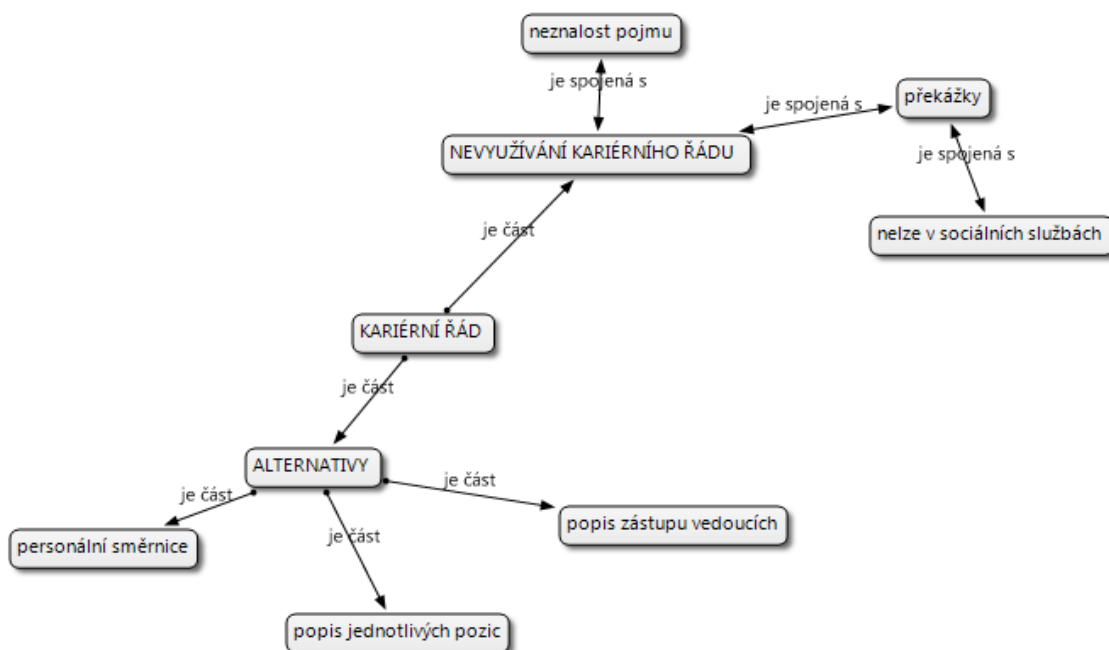 neznalost pojmu
je spojená s
překážky
je spojená s
NEVYUŽÍVÁNÍ KARIÉRNÍHO ŘÁDU
je spojená s
nelze v sociálních službách
je část
KARIÉRNÍ ŘÁD
je část
ALTERNATIVY
je část
je část
popis zástupu vedoucích
je část
personální směrnice
popis jednotlivých pozic